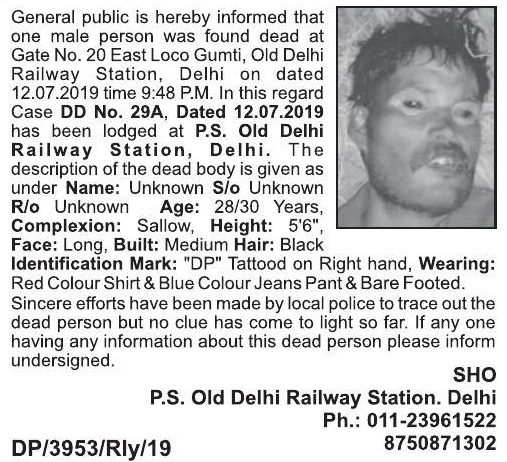 General public is hereby informed that
one male person was found dead at
Gate No. 20 East Loco Gumti, Old Delhi
Railway Station, Delhi on dated
12.07.2019 time 9:48 P.M. In this regard
Case DD No. 29A, Dated 12.07.2019
has been lodged at P.S. Old Delhi
Railway Station, Delhi. The
description of the dead body is given as
under Name: Unknown S/o Unknown
R/o Unknown Age: 28/30 Years,
Complexion: Sallow, Height: 5'6",
Face: Long, Built: Medium Hair: Black
Identification Mark: "DP" Tattood on Right hand, Wearing:
Red Colour Shirt & Blue Colour Jeans Pant & Bare Footed.
Sincere efforts have been made by local police to trace out the
dead person but no clue has come to light so far. If any one
having any information about this dead person please inform
undersigned.
SHO
P.S. Old Delhi Railway Station. Delhi
Ph.: 011-23961522
DP/3953/Rly/19 8750871302